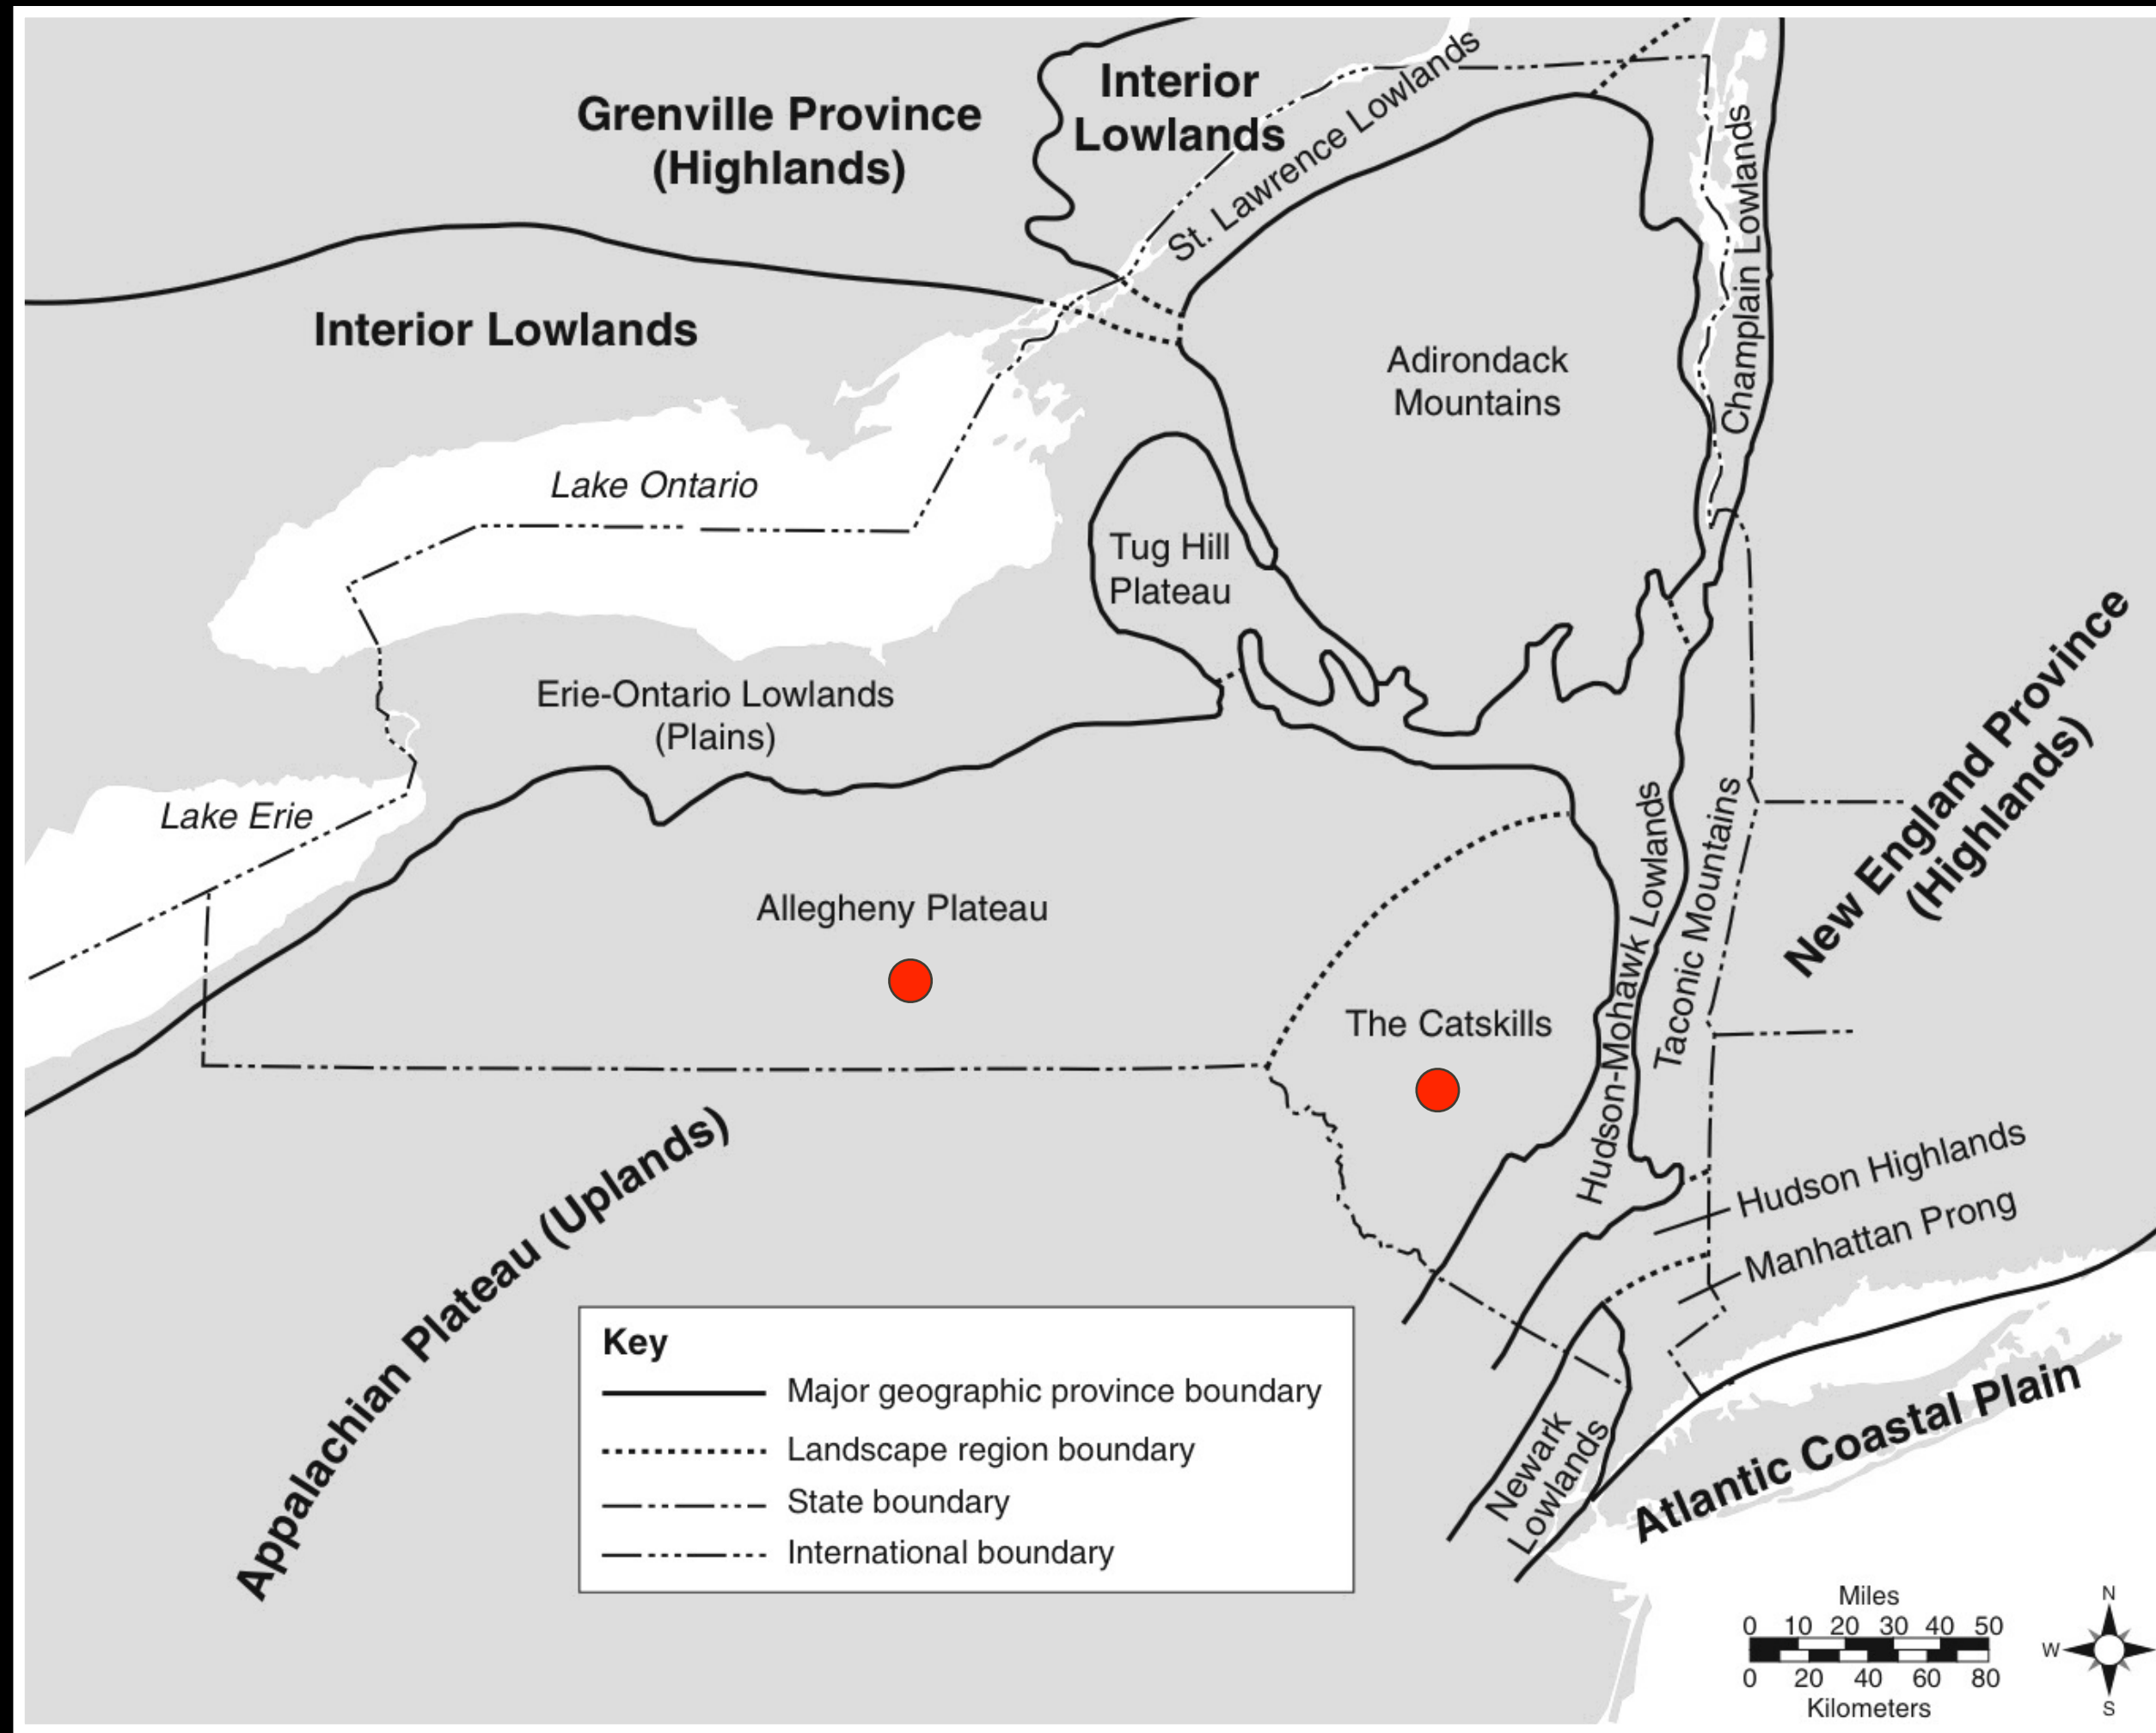 Grenville Province
(Highlands)
Interior
Lowlands
St. Lawrence Lowlands
Champlain Lowlands
Interior Lowlands
Adirondack
Mountains
Lake Ontario
Tug Hill
Plateau
Erie-Ontario Lowlands
(Plains)
Lake Erie
New England Province
(Highlands)
Allegheny Plateau
The Catskills
Hudson-Mohawk Lowlands
Taconic Mountains
Appalachian Plateau (Uplands)
Hudson Highlands
Manhattan Prong
Newark
Lowlands
Atlantic Coastal Plain
Key
Major geographic province boundary
Landscape region boundary
State boundary
International boundary
Miles
0 10 20 30 40 50
0 20 40 60 80
Kilometers
N
W
S